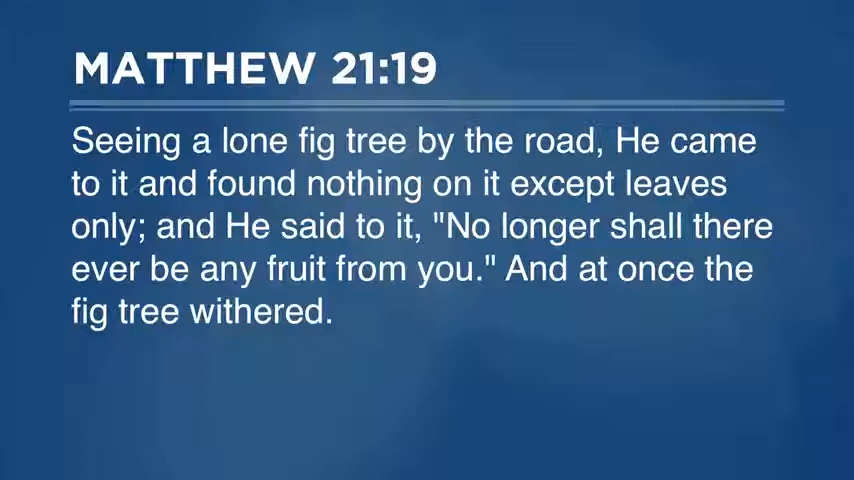 MATTHEW 21:19
Seeing a lone fig tree by the road, He came
to it and found nothing on it except leaves
only; and He said to it, "No longer shall there
ever be any fruit from you." And at once the
fig tree withered.